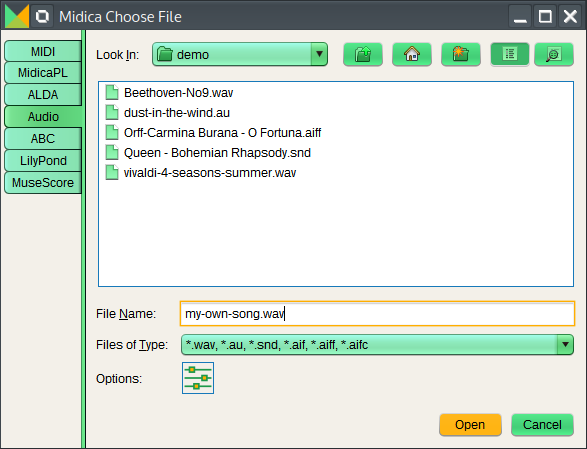 Midica Choose File
MIDI
MidicaPL
ALDA
Audio
ABC
LilyPond
MuseScore
Look In: demo
Beethoven-No9.wav
dust-in-the-wind.au
Orff-Carmina Burana - O Fortuna.aiff
Queen - Bohemian Rhapsody.snd
vivaldi-4-seasons-summer.wav
File Name: my-own-song.wav
Files of Type: *.wav, *.au, *.snd, *.aif, *.aiff, *.aifc
Options:
Open Cancel